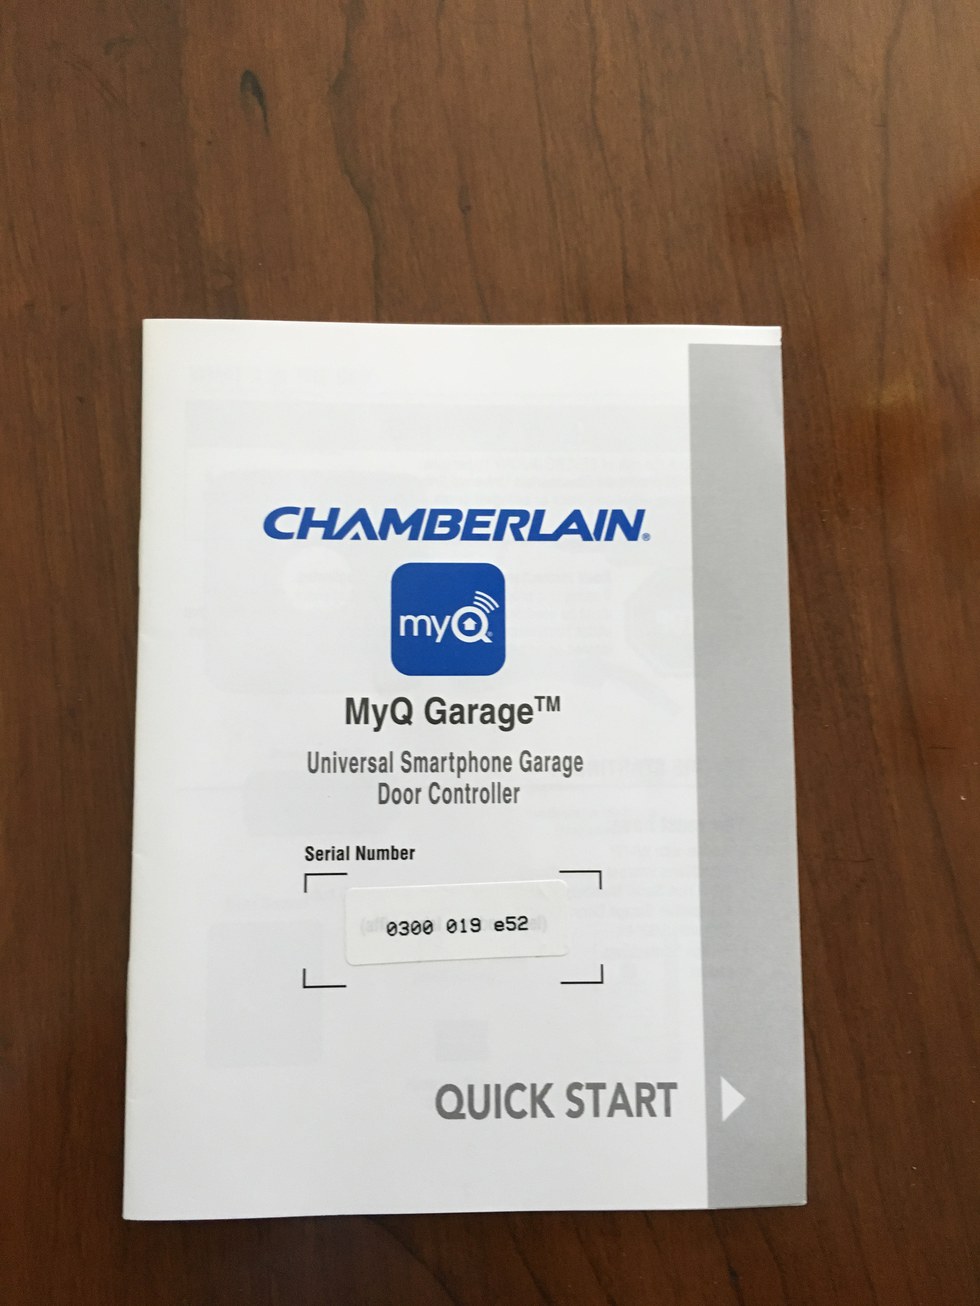 CHAMBERLAIN®
myQ®
MyQ Garage™
Universal Smartphone Garage
Door Controller
Serial Number
0300 019 e52
QUICK START